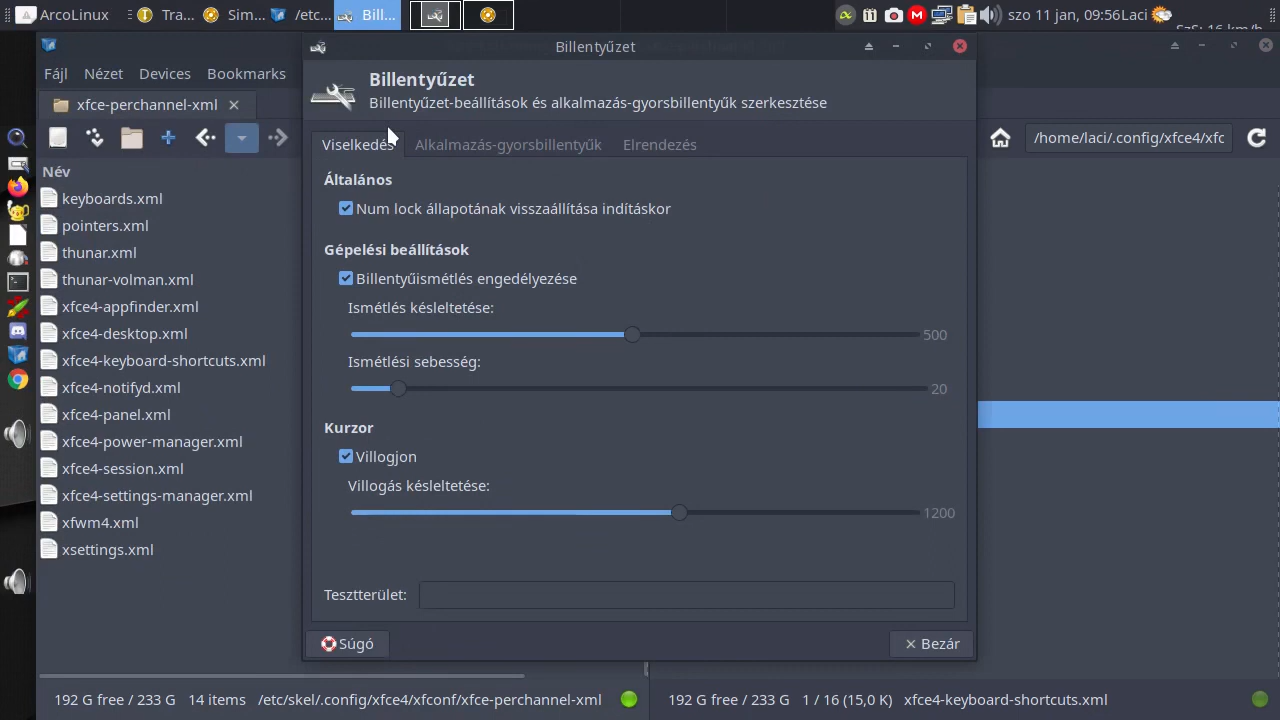 ArcoLinux
Tra...
Sim...
/etc...
Bill...
szo 11 jan, 09:56
Laci
Billentyűzet
Billentyűzet
Billentyűzet-beállítások és alkalmazás-gyorsbillentyűk szerkesztése
Fájl
Nézet
Devices
Bookmarks
xfce-perchannel-xml
/home/laci/.config/xfce4/xfc
Név
keyboards.xml
pointers.xml
thunar.xml
thunar-volman.xml
xfce4-appfinder.xml
xfce4-desktop.xml
xfce4-keyboard-shortcuts.xml
xfce4-notifyd.xml
xfce4-panel.xml
xfce4-power-manager.xml
xfce4-session.xml
xfce4-settings-manager.xml
xfwm4.xml
xsettings.xml
Viselkedés
Alkalmazás-gyorsbillentyűk
Elrendezés
Általános
Num lock állapotának visszaállítása indításkor
Gépelési beállítások
Billentyűismétlés engedélyezése
Ismétlés késleltetése:
500
Ismétlési sebesség:
20
Kurzor
Villogjon
Villogás késleltetése:
1200
Tesztterület:
Súgó
Bezár
192 G free / 233 G
14 items
/etc/skel/.config/xfce4/xfconf/xfce-perchannel-xml
192 G free / 233 G
1 / 16 (15,0 K)
xfce4-keyboard-shortcuts.xml